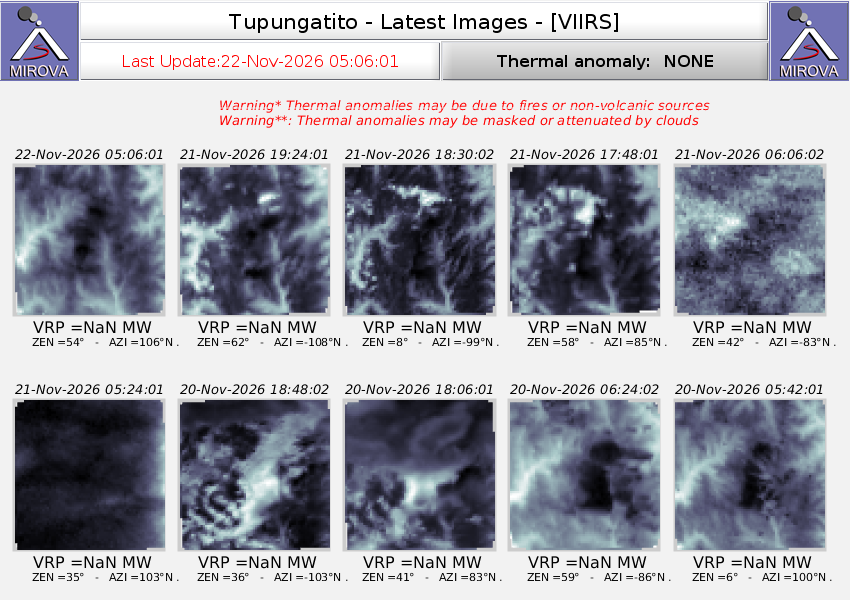 Tupungatito - Latest Images - [VIIRS]
MIROVA
MIROVA
Last Update:22-Nov-2026 05:06:01
Thermal anomaly: NONE
Warning* Thermal anomalies may be due to fires or non-volcanic sources
Warning**: Thermal anomalies may be masked or attenuated by clouds
22-Nov-2026 05:06:01
21-Nov-2026 19:24:01
21-Nov-2026 18:30:02
21-Nov-2026 17:48:01
21-Nov-2026 06:06:02
VRP =NaN MW
VRP =NaN MW
VRP =NaN MW
VRP =NaN MW
VRP =NaN MW
ZEN =54° - AZI =106°N .
ZEN =62° - AZI =-108°N .
ZEN =8° - AZI =-99°N .
ZEN =58° - AZI =85°N .
ZEN =42° - AZI =-83°N .
21-Nov-2026 05:24:01
20-Nov-2026 18:48:02
20-Nov-2026 18:06:01
20-Nov-2026 06:24:02
20-Nov-2026 05:42:01
VRP =NaN MW
VRP =NaN MW
VRP =NaN MW
VRP =NaN MW
VRP =NaN MW
ZEN =35° - AZI =103°N .
ZEN =36° - AZI =-103°N .
ZEN =41° - AZI =83°N .
ZEN =59° - AZI =-86°N .
ZEN =6° - AZI =100°N .